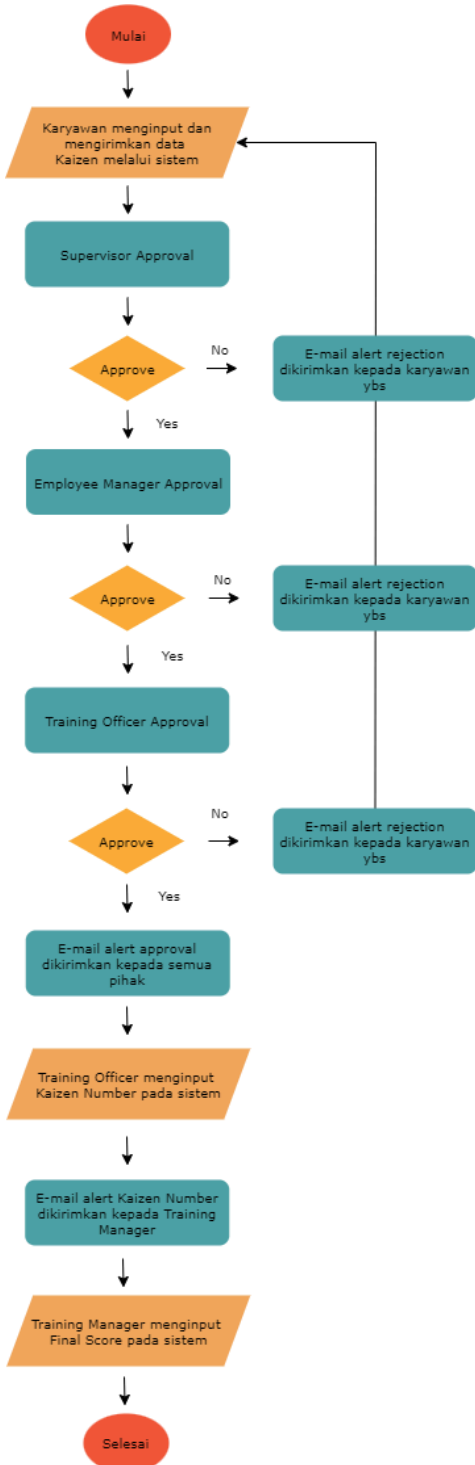 Mulai
Karyawan menginput dan
mengirimkan data
Kaizen melalui sistem
Supervisor Approval
Approve
No
E-mail alert rejection
dikirimkan kepada karyawan
ybs
Yes
Employee Manager Approval
Approve
No
E-mail alert rejection
dikirimkan kepada karyawan
ybs
Yes
Training Officer Approval
Approve
No
E-mail alert rejection
dikirimkan kepada karyawan
ybs
Yes
E-mail alert approval
dikirimkan kepada semua
pihak
Training Officer menginput
Kaizen Number pada sistem
E-mail alert Kaizen Number
dikirimkan kepada Training
Manager
Training Manager menginput
Final Score pada sistem
Selesai